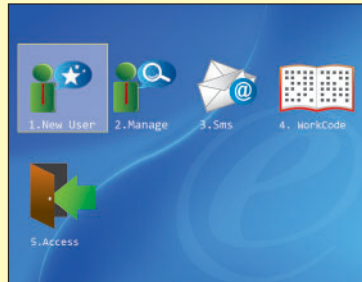 1.New User
2.Manage
3.Sms
4. WorkCode
@
5.Access